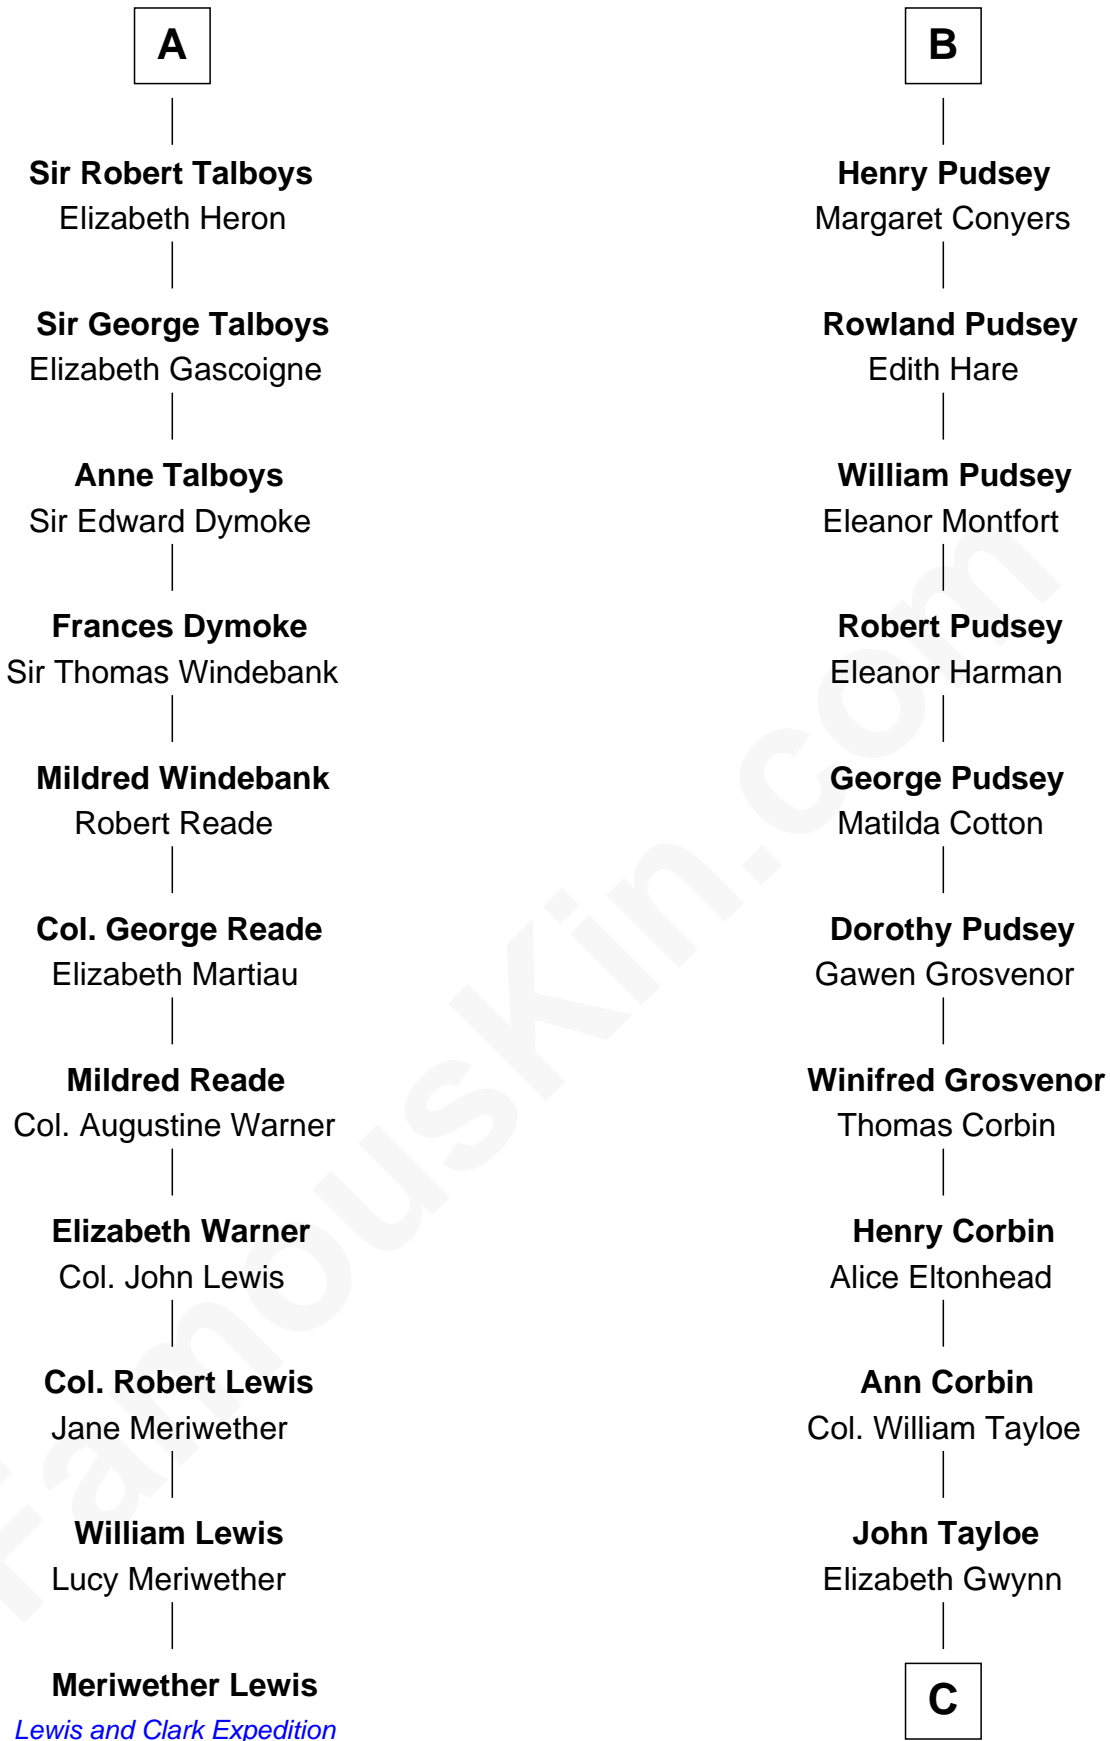 A
Sir Robert Talboys
Elizabeth Heron
Sir George Talboys
Elizabeth Gascoigne
Anne Talboys
Sir Edward Dymoke
Frances Dymoke
Sir Thomas Windebank
Mildred Windebank
Robert Reade
Col. George Reade
Elizabeth Martiau
Mildred Reade
Col. Augustine Warner
Elizabeth Warner
Col. John Lewis
Col. Robert Lewis
Jane Meriwether
William Lewis
Lucy Meriwether
Meriwether Lewis
Lewis and Clark Expedition
B
Henry Pudsey
Margaret Conyers
Rowland Pudsey
Edith Hare
William Pudsey
Eleanor Montfort
Robert Pudsey
Eleanor Harman
George Pudsey
Matilda Cotton
Dorothy Pudsey
Gawen Grosvenor
Winifred Grosvenor
Thomas Corbin
Henry Corbin
Alice Eltonhead
Ann Corbin
Col. William Tayloe
John Tayloe
Elizabeth Gwynn
C
FamousKin.com